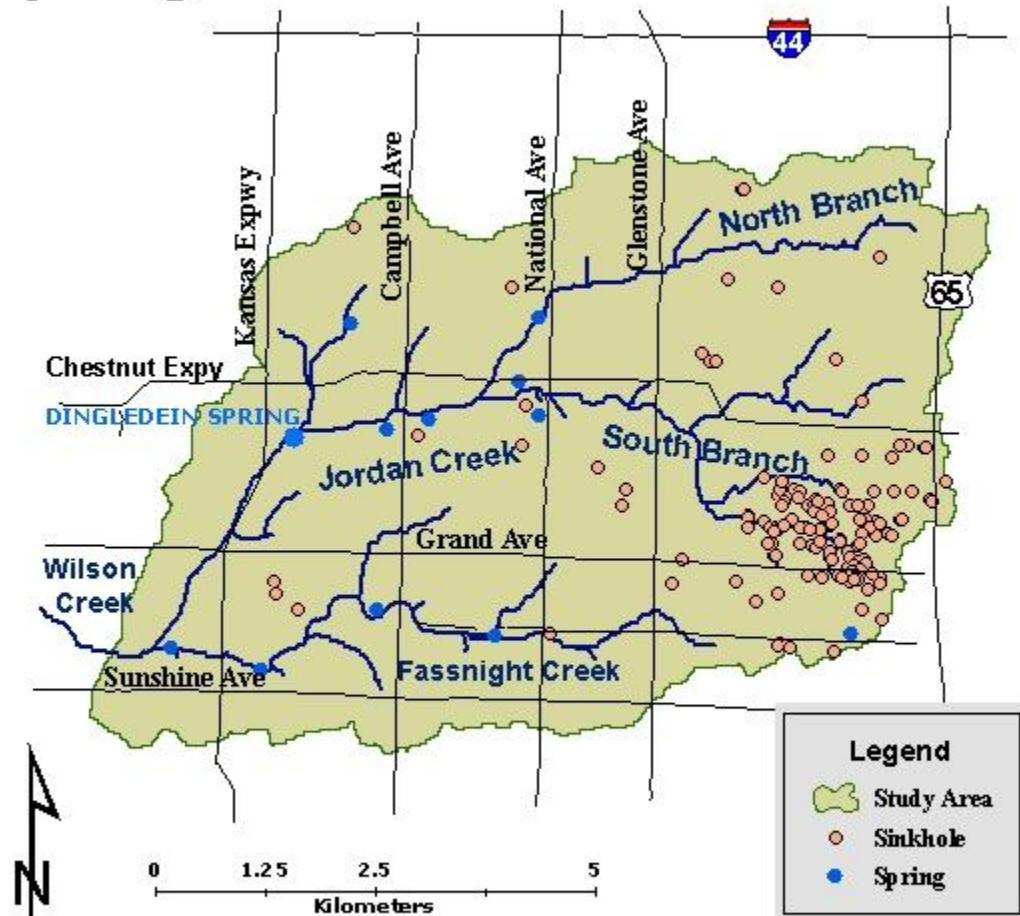 44
Kansas Expwy
Campbell Ave
National Ave
Glenstone Ave
North Branch
65
Chestnut Expy
DINGLEDEIN SPRING
South Branch
Jordan Creek
Grand Ave
Wilson
Creek
Fassnight Creek
Sunshine Ave
Legend
Study Area
Sinkhole
Spring
N
0 1.25 2.5 5
Kilometers